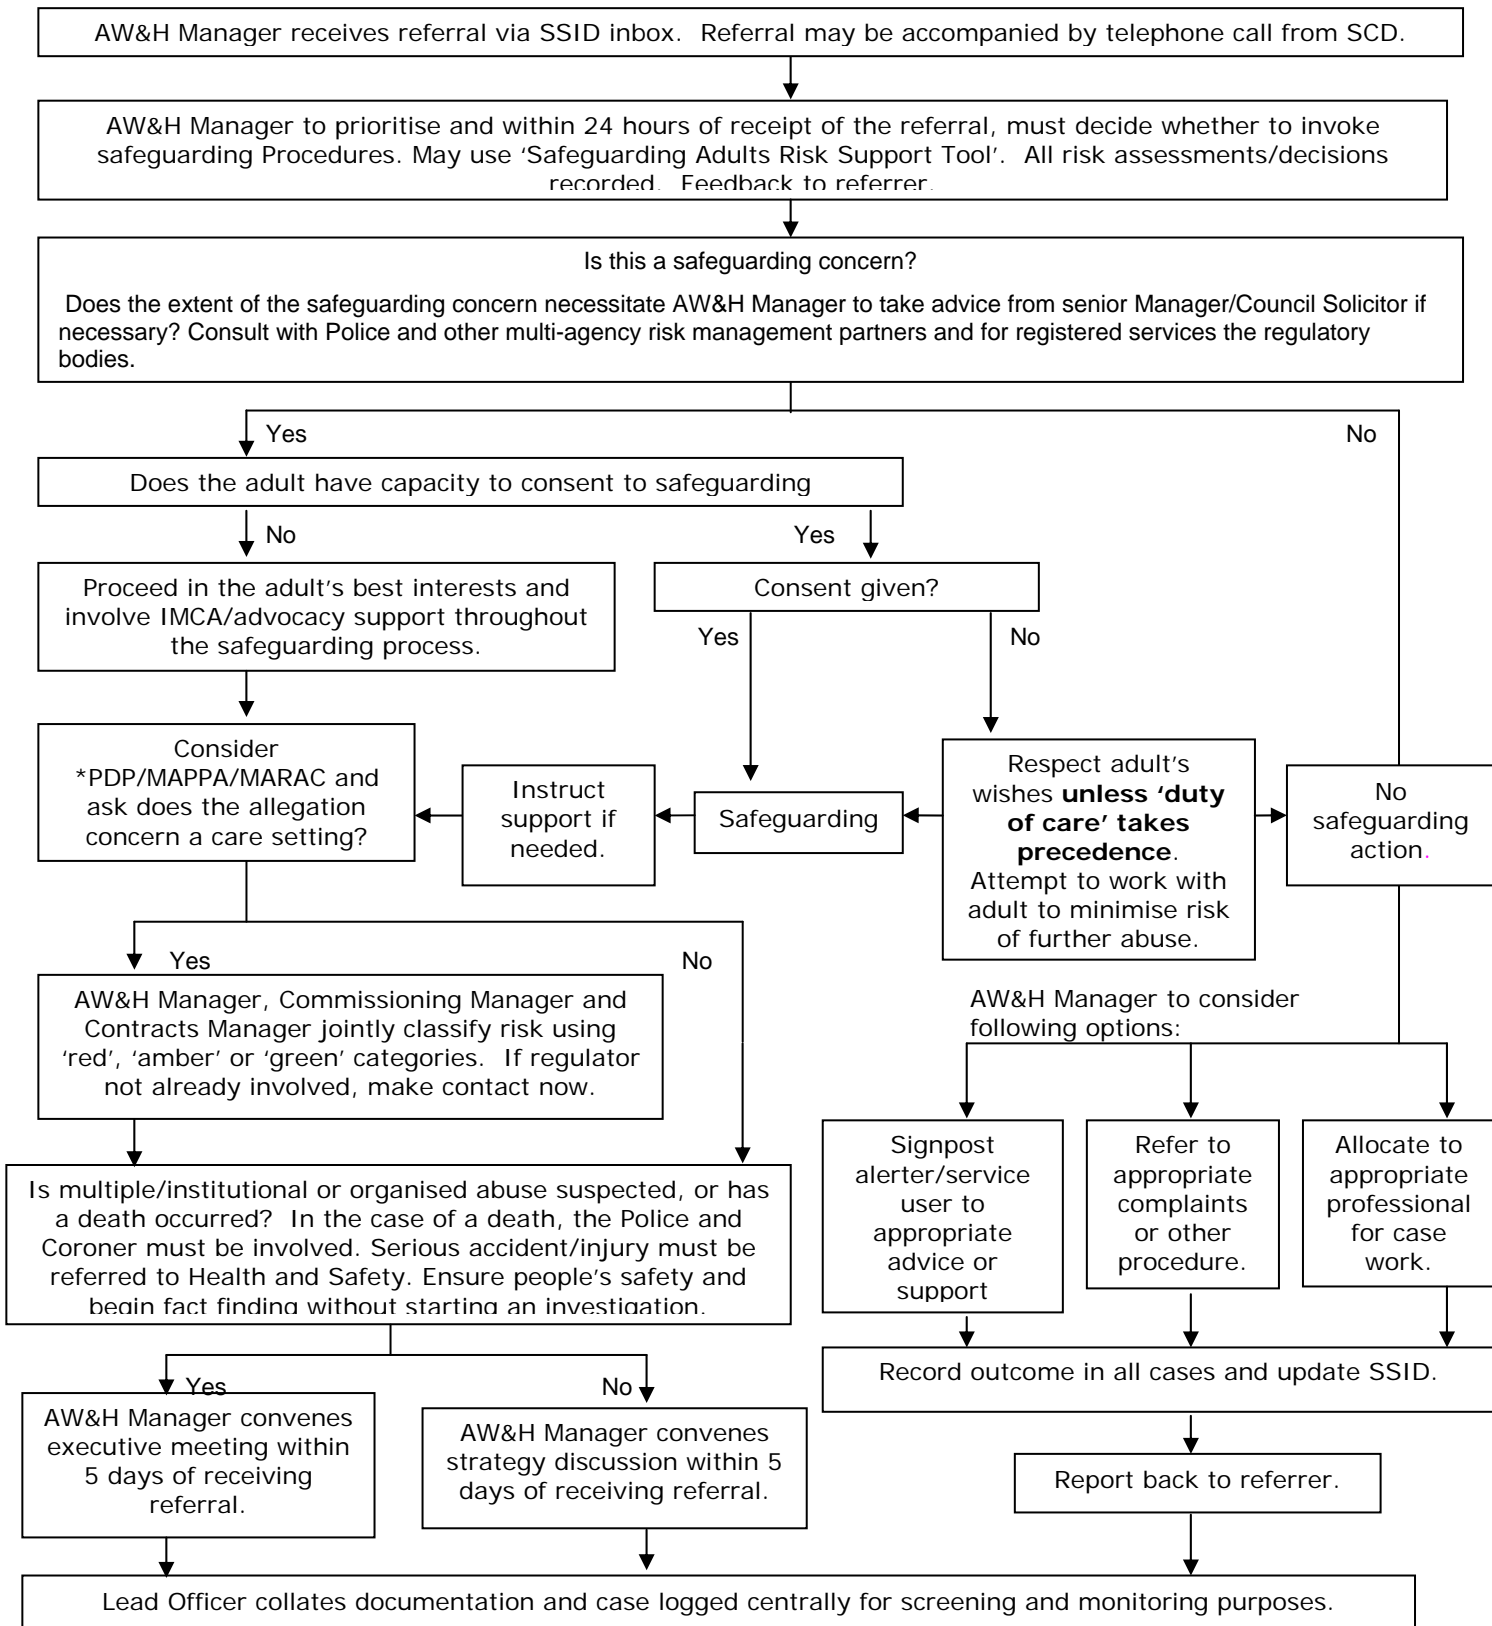 AW&H Manager receives referral via SSID inbox. Referral may be accompanied by telephone call from SCD.
AW&H Manager to prioritise and within 24 hours of receipt of the referral, must decide whether to invoke
safeguarding Procedures. May use ‘Safeguarding Adults Risk Support Tool’. All risk assessments/decisions
recorded. Feedback to referrer.
Is this a safeguarding concern?
Does the extent of the safeguarding concern necessitate AW&H Manager to take advice from senior Manager/Council Solicitor if
necessary? Consult with Police and other multi-agency risk management partners and for registered services the regulatory
bodies.
Yes
No
Does the adult have capacity to consent to safeguarding
No
Yes
Proceed in the adult’s best interests and
involve IMCA/advocacy support throughout
the safeguarding process.
Consent given?
Yes
No
Consider
*PDP/MAPPA/MARAC and
ask does the allegation
concern a care setting?
Instruct
support if
needed.
Safeguarding
Respect adult’s
wishes unless ‘duty
of care’ takes
precedence.
Attempt to work with
adult to minimise risk
of further abuse.
No
safeguarding
action.
Yes
No
AW&H Manager, Commissioning Manager and
Contracts Manager jointly classify risk using
‘red’, ‘amber’ or ‘green’ categories. If regulator
not already involved, make contact now.
AW&H Manager to consider
following options:
Signpost
alerter/service
user to
appropriate
advice or
support
Refer to
appropriate
complaints
or other
procedure.
Allocate to
appropriate
professional
for case
work.
Is multiple/institutional or organised abuse suspected, or has
a death occurred? In the case of a death, the Police and
Coroner must be involved. Serious accident/injury must be
referred to Health and Safety. Ensure people’s safety and
begin fact finding without starting an investigation.
Record outcome in all cases and update SSID.
Yes
No
AW&H Manager convenes
executive meeting within
5 days of receiving
referral.
AW&H Manager convenes
strategy discussion within 5
days of receiving referral.
Report back to referrer.
Lead Officer collates documentation and case logged centrally for screening and monitoring purposes.